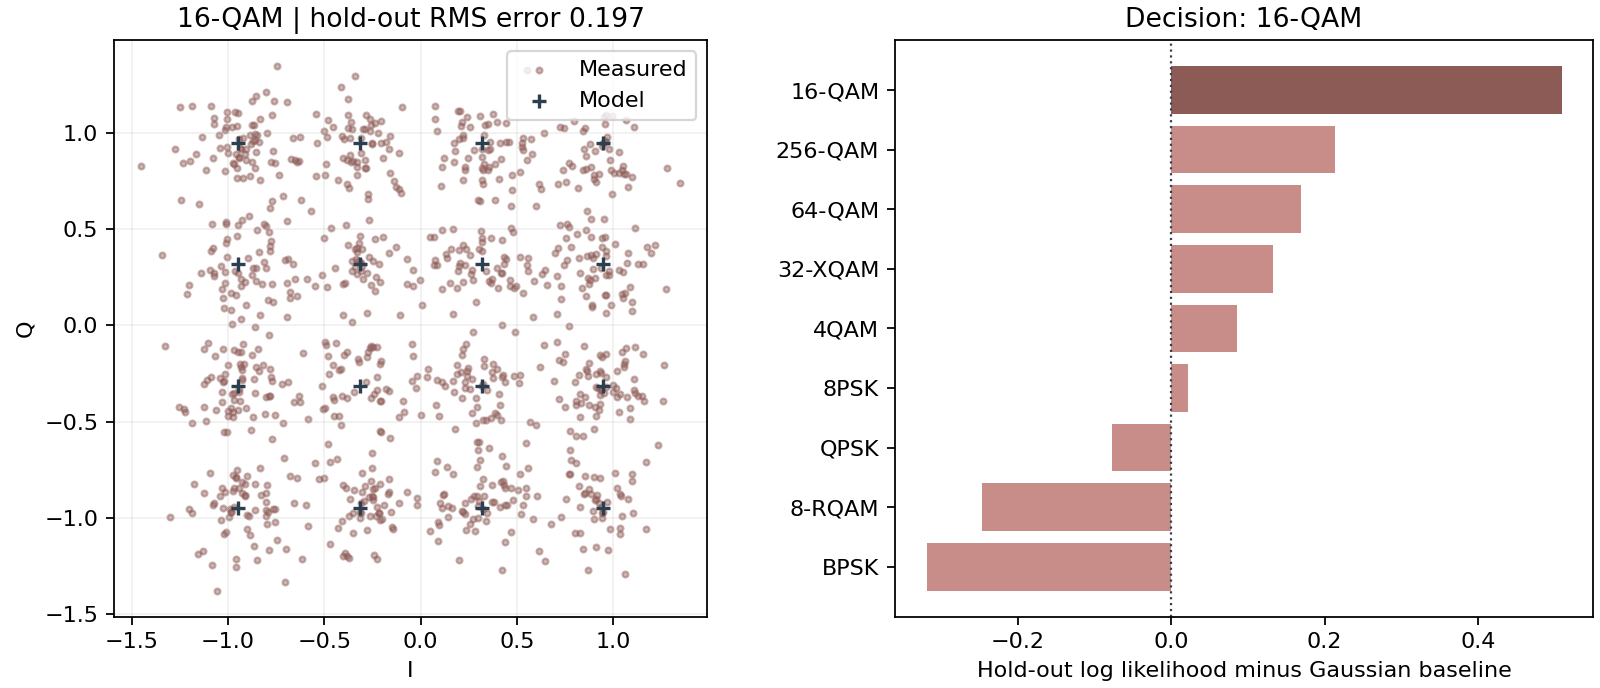 16-QAM | hold-out RMS error 0.197
Measured
Model
1.0
0.5
0.0
−0.5
−1.0
−1.5
Q
−1.5
−1.0
−0.5
0.0
0.5
1.0
I
Decision: 16-QAM
16-QAM
256-QAM
64-QAM
32-XQAM
4QAM
8PSK
QPSK
8-RQAM
BPSK
−0.2
0.0
0.2
0.4
Hold-out log likelihood minus Gaussian baseline